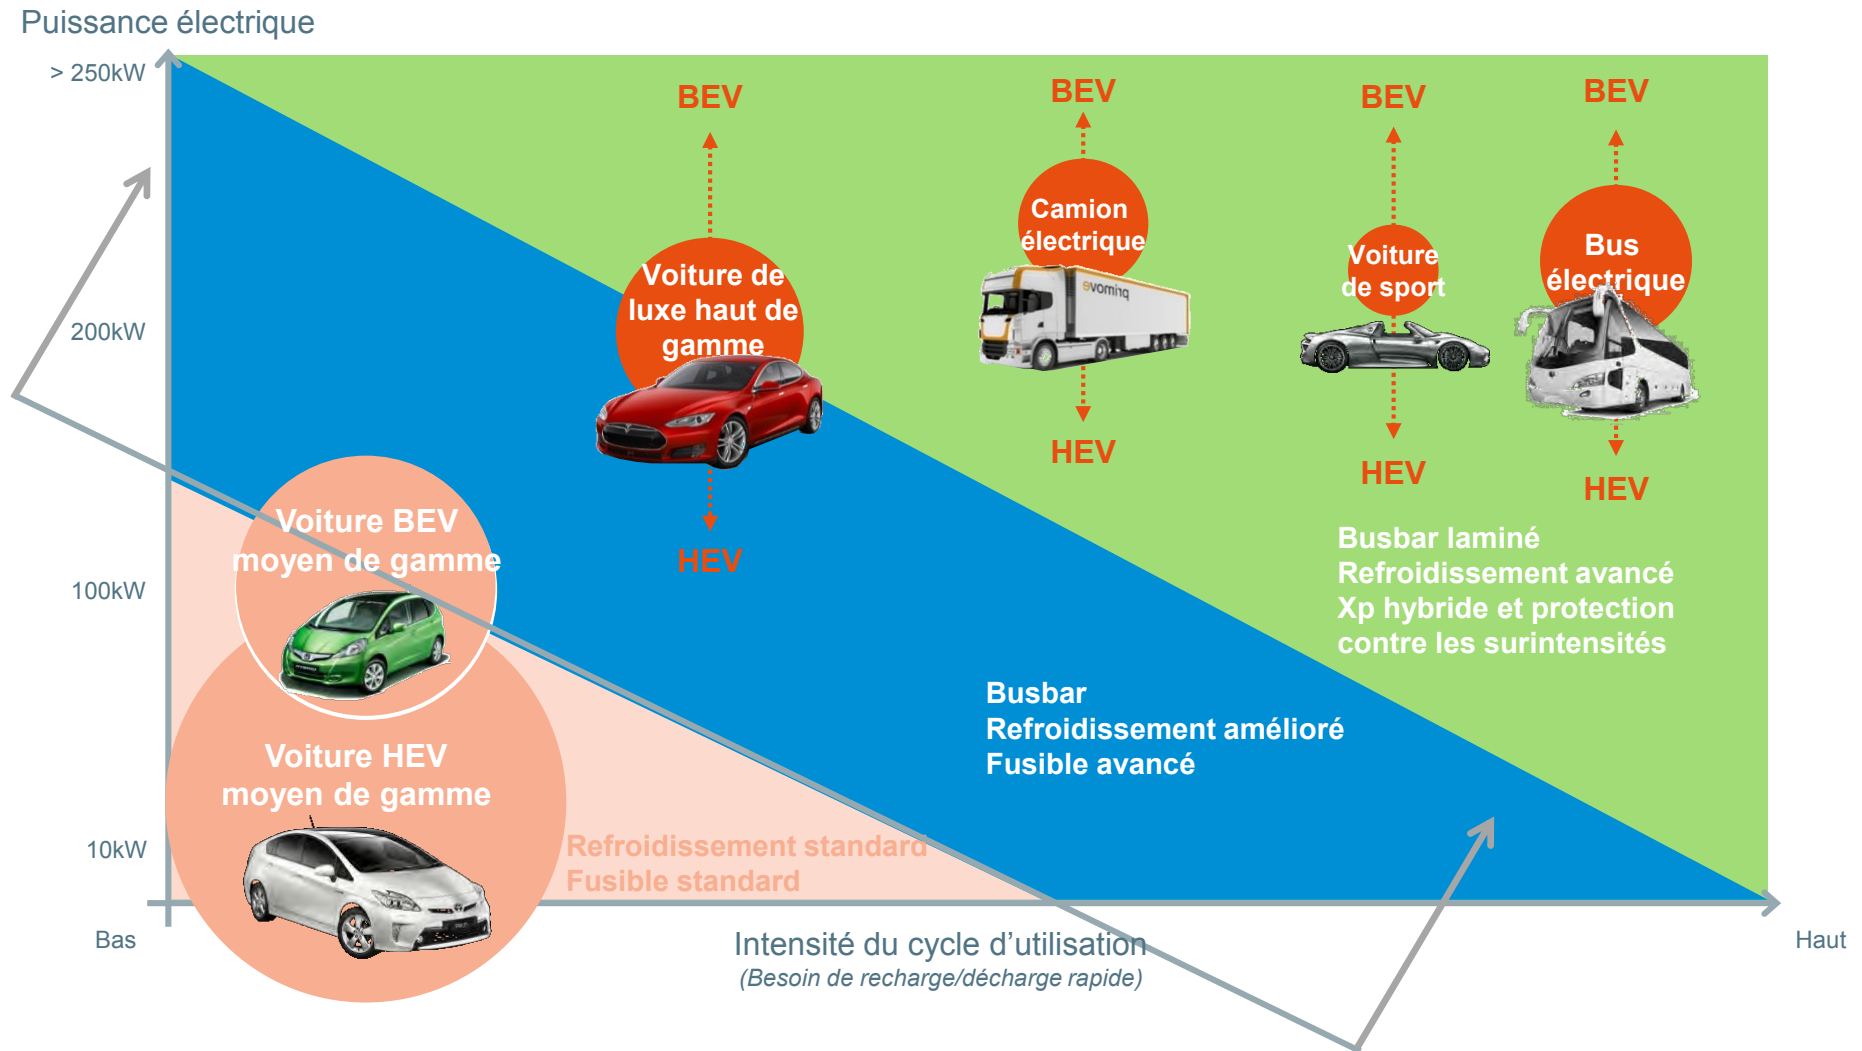 Puissance électrique
> 250kW
200kW
100kW
10kW
BEV
Voiture de
luxe haut de
gamme
HEV
BEV
Camion
électrique
evomirp
HEV
BEV
Voiture
de sport
HEV
BEV
Bus
électrique
HEV
Voiture BEV
moyen de gamme
Voiture HEV
moyen de gamme
Refroidissement standard
Fusible standard
Busbar
Refroidissement amélioré
Fusible avancé
Busbar laminé
Refroidissement avancé
Xp hybride et protection
contre les surintensités
Bas
Intensité du cycle d’utilisation
(Besoin de recharge/décharge rapide)
Haut